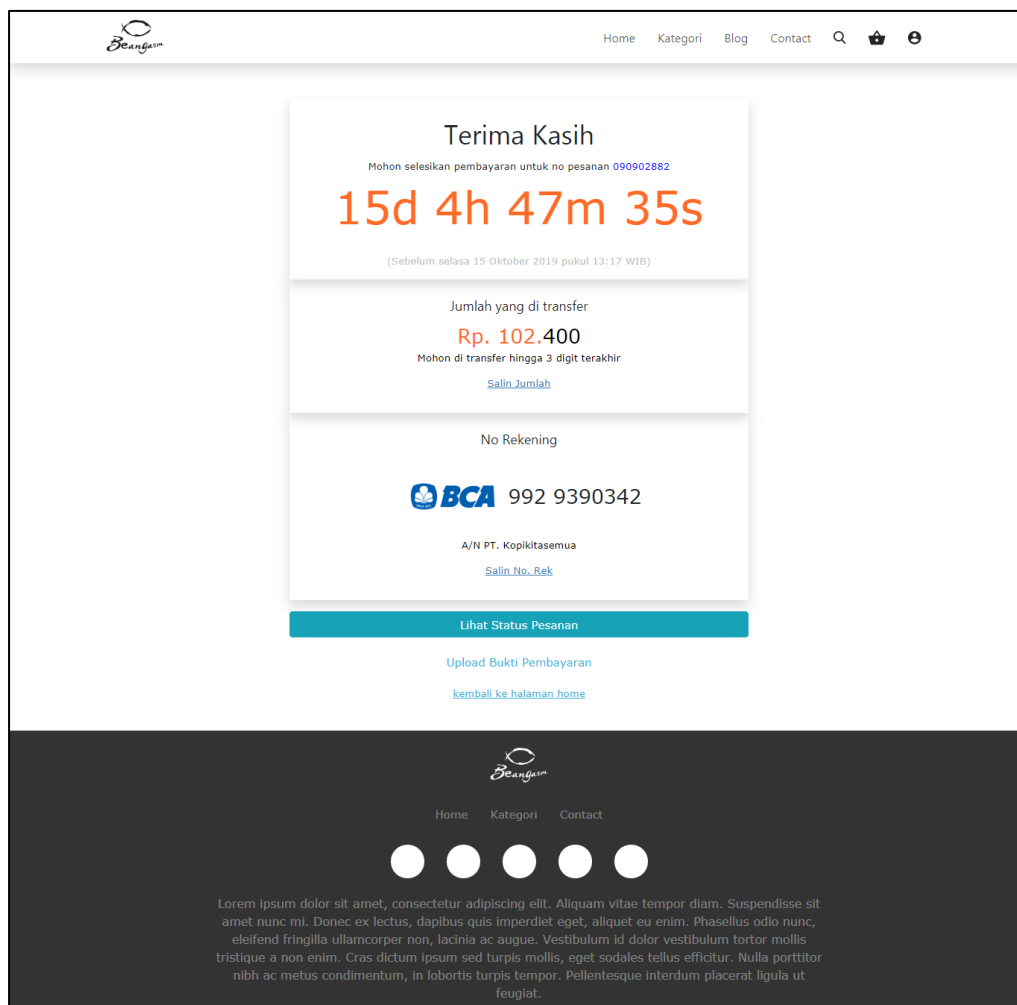 Beangasm
Home Kategori Blog Contact
Terima Kasih
Mohon selesikan pembayaran untuk no pesanan 090902882
15d 4h 47m 35s
(Sebelum selasa 15 Oktober 2019 pukul 13:17 WIB)
Jumlah yang di transfer
Rp. 102.400
Mohon di transfer hingga 3 digit terakhir
Salin Jumlah
No Rekening
BCA 992 9390342
A/N PT. Kopikitasemua
Salin No. Rek
Lihat Status Pesanan
Upload Bukti Pembayaran
kembali ke halaman home
Beangasm
Home Kategori Contact
Lorem ipsum dolor sit amet, consectetur adipiscing elit. Aliquam vitae tempor diam. Suspendisse sit
amet nunc mi. Donec ex lectus, dapibus quis imperdiet eget, aliquet eu enim. Phasellus odio nunc,
eleifend fringilla ullamcorper non, lacinia ac augue. Vestibulum id dolor vestibulum tortor mollis
tristique a non enim. Cras dictum ipsum sed turpis mollis, eget sodales tellus efficitur. Nulla porttitor
nibh ac metus condimentum, in lobortis turpis tempor. Pellentesque interdum placerat ligula ut
feugiat.